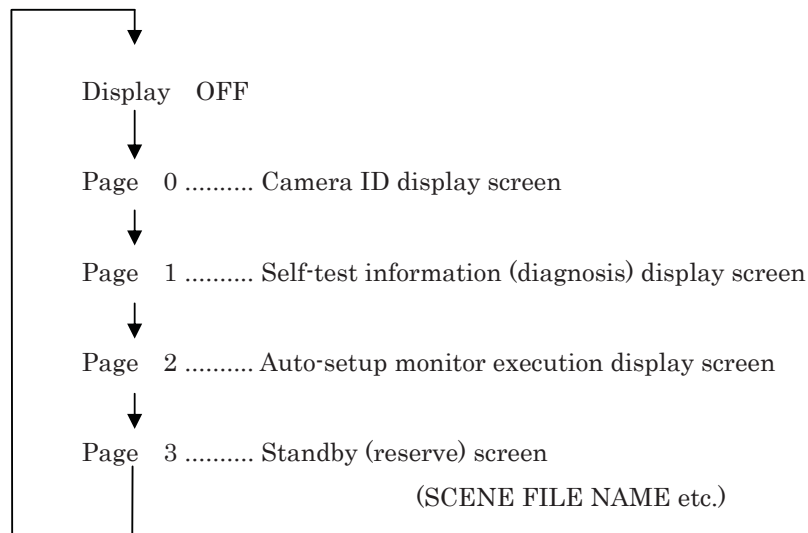 Display OFF
Page 0 .......... Camera ID display screen
Page 1 .......... Self-test information (diagnosis) display screen
Page 2 .......... Auto-setup monitor execution display screen
Page 3 .......... Standby (reserve) screen
(SCENE FILE NAME etc.)